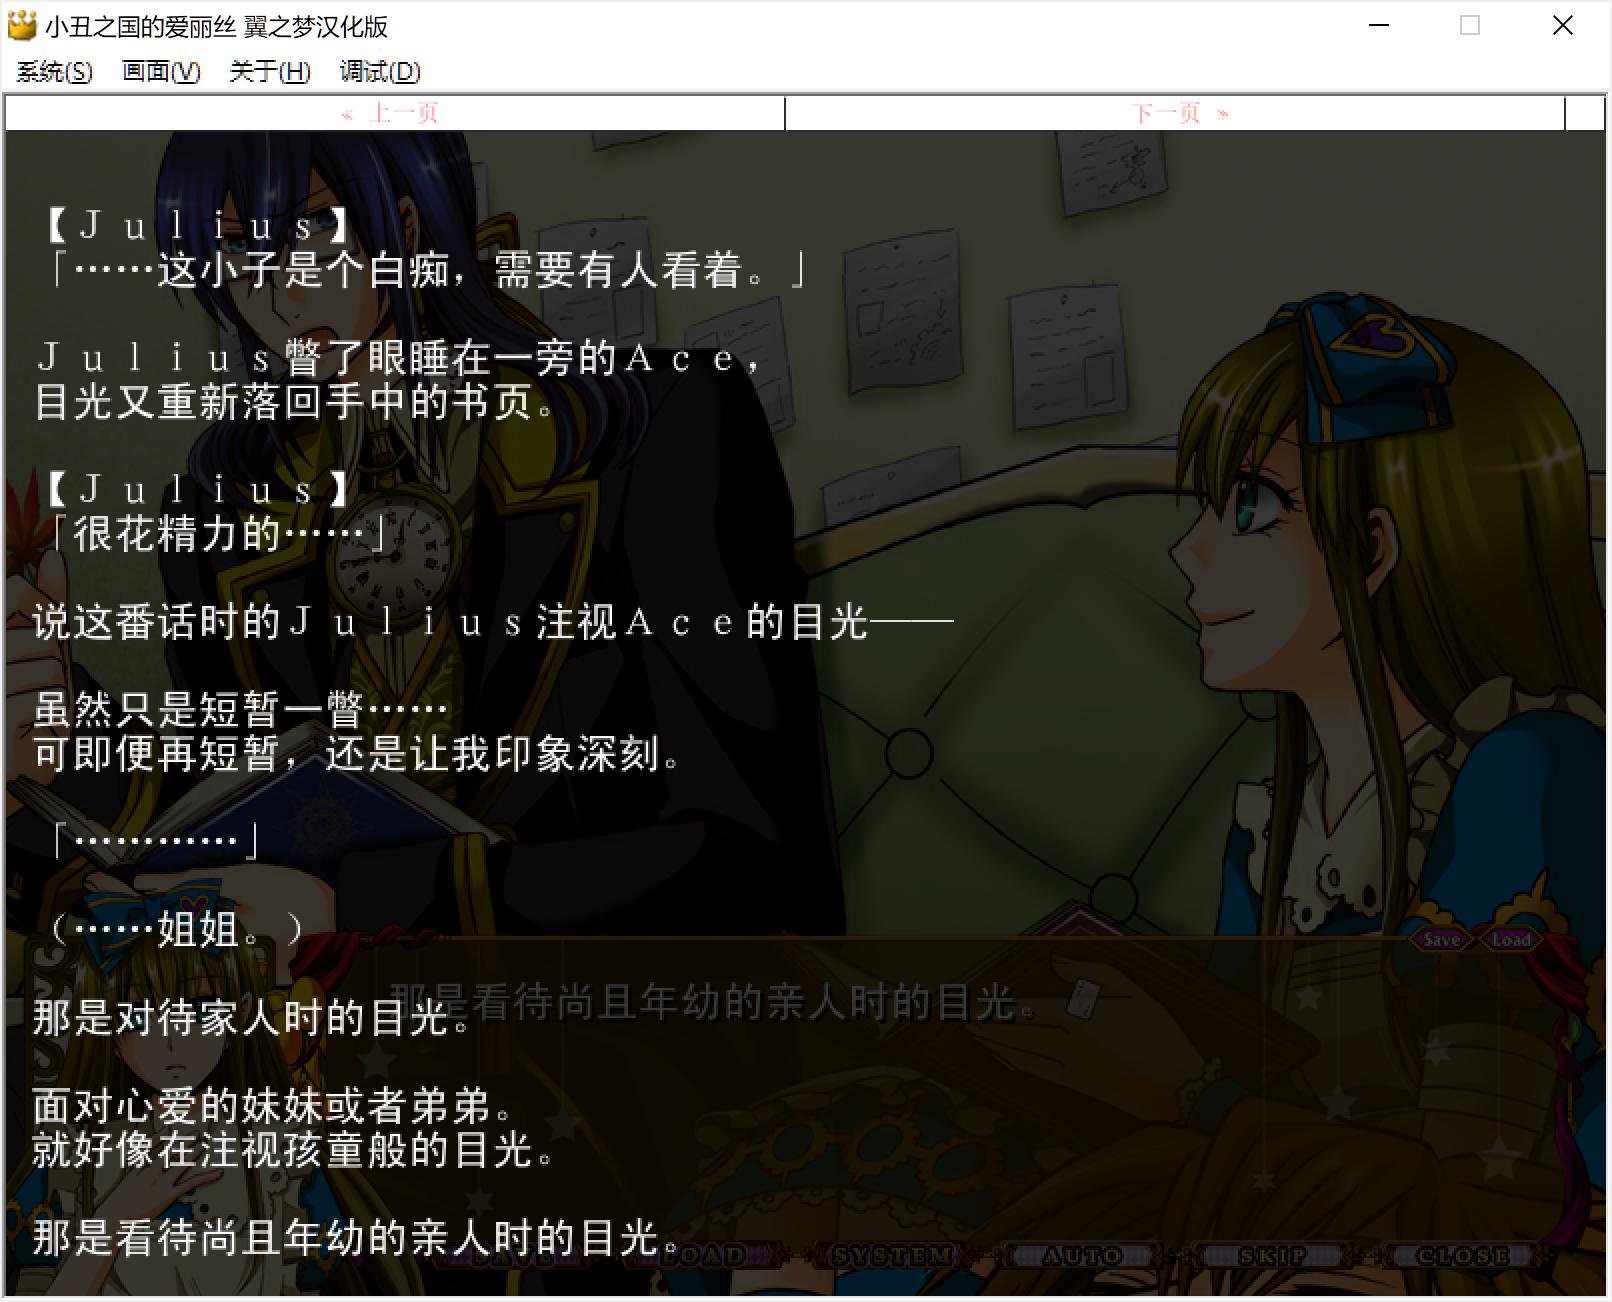 小丑之国的爱丽丝 翼之梦汉化版
系统(S) 画面(V) 关于(H) 调试(D)
« 上一页 下一页 »
【Julius】
「……这小子是个白痴，需要有人看着。」
Julius瞥了眼睡在一旁的Ace，
目光又重新落回手中的书页。
【Julius】
「很花精力的……」
说这番话时的Julius注视Ace的目光——
虽然只是短暂一瞥……
可即便再短暂，还是让我印象深刻。
「…………」
（……姐姐。）
Save Load
那是看待尚且年幼的亲人时的目光。
那是对待家人时的目光。
面对心爱的妹妹或者弟弟。
就好像在注视孩童般的目光。
那是看待尚且年幼的亲人时的目光。
SAVE LOAD SYSTEM AUTO SKIP CLOSE